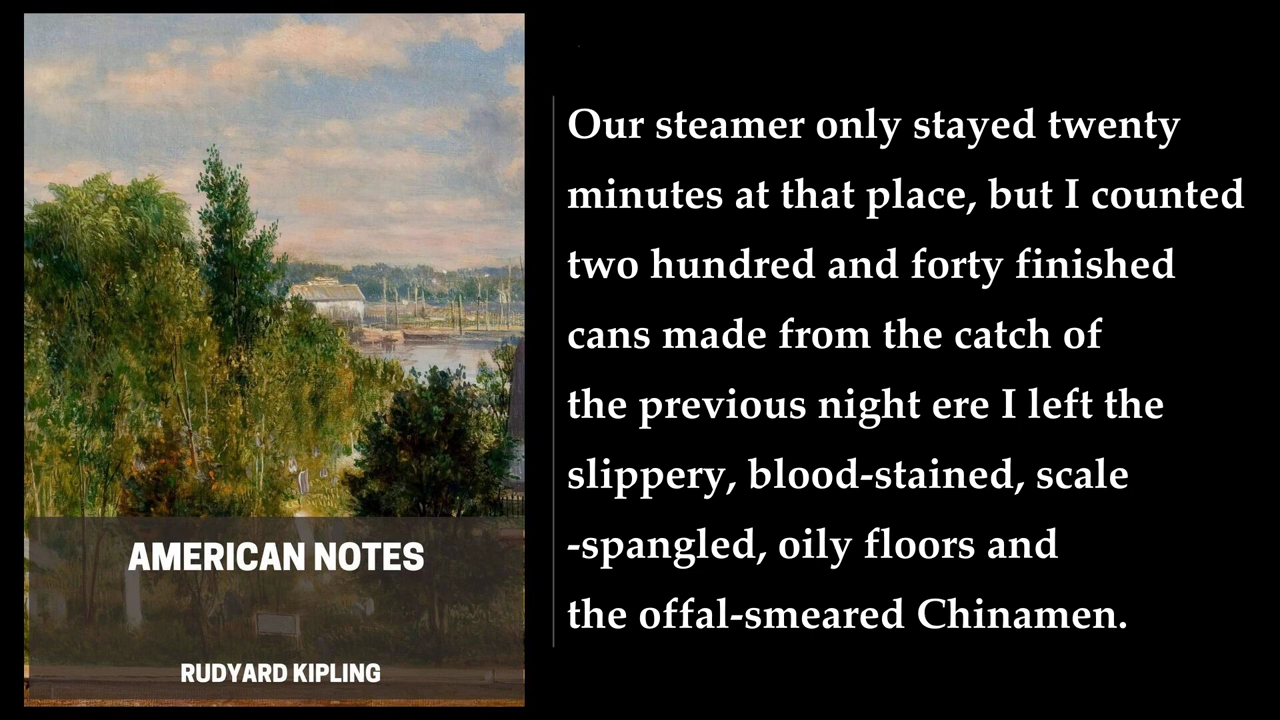 AMERICAN NOTES
RUDYARD KIPLING
Our steamer only stayed twenty
minutes at that place, but I counted
two hundred and forty finished
cans made from the catch of
the previous night ere I left the
slippery, blood-stained, scale
-spangled, oily floors and
the offal-smeared Chinamen.